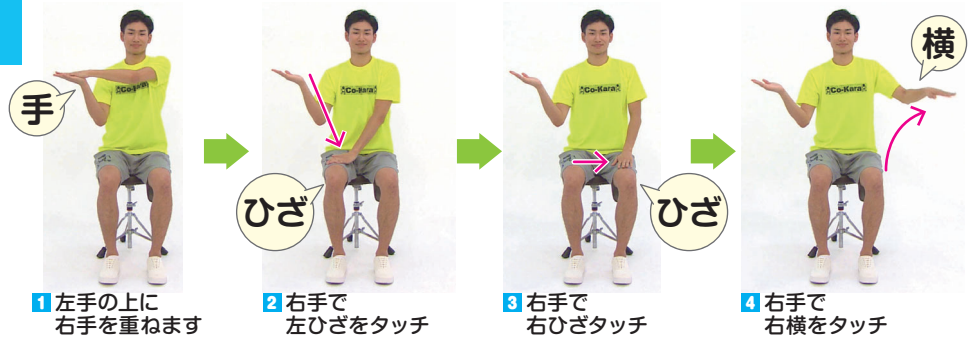 手
Co-Kara
1 左手の上に
右手を重ねます
Co-Kara
ひざ
2 右手で
左ひざをタッチ
Co-Kara
ひざ
3 右手で
右ひざタッチ
Co-Kara
横
4 右手で
右横をタッチ